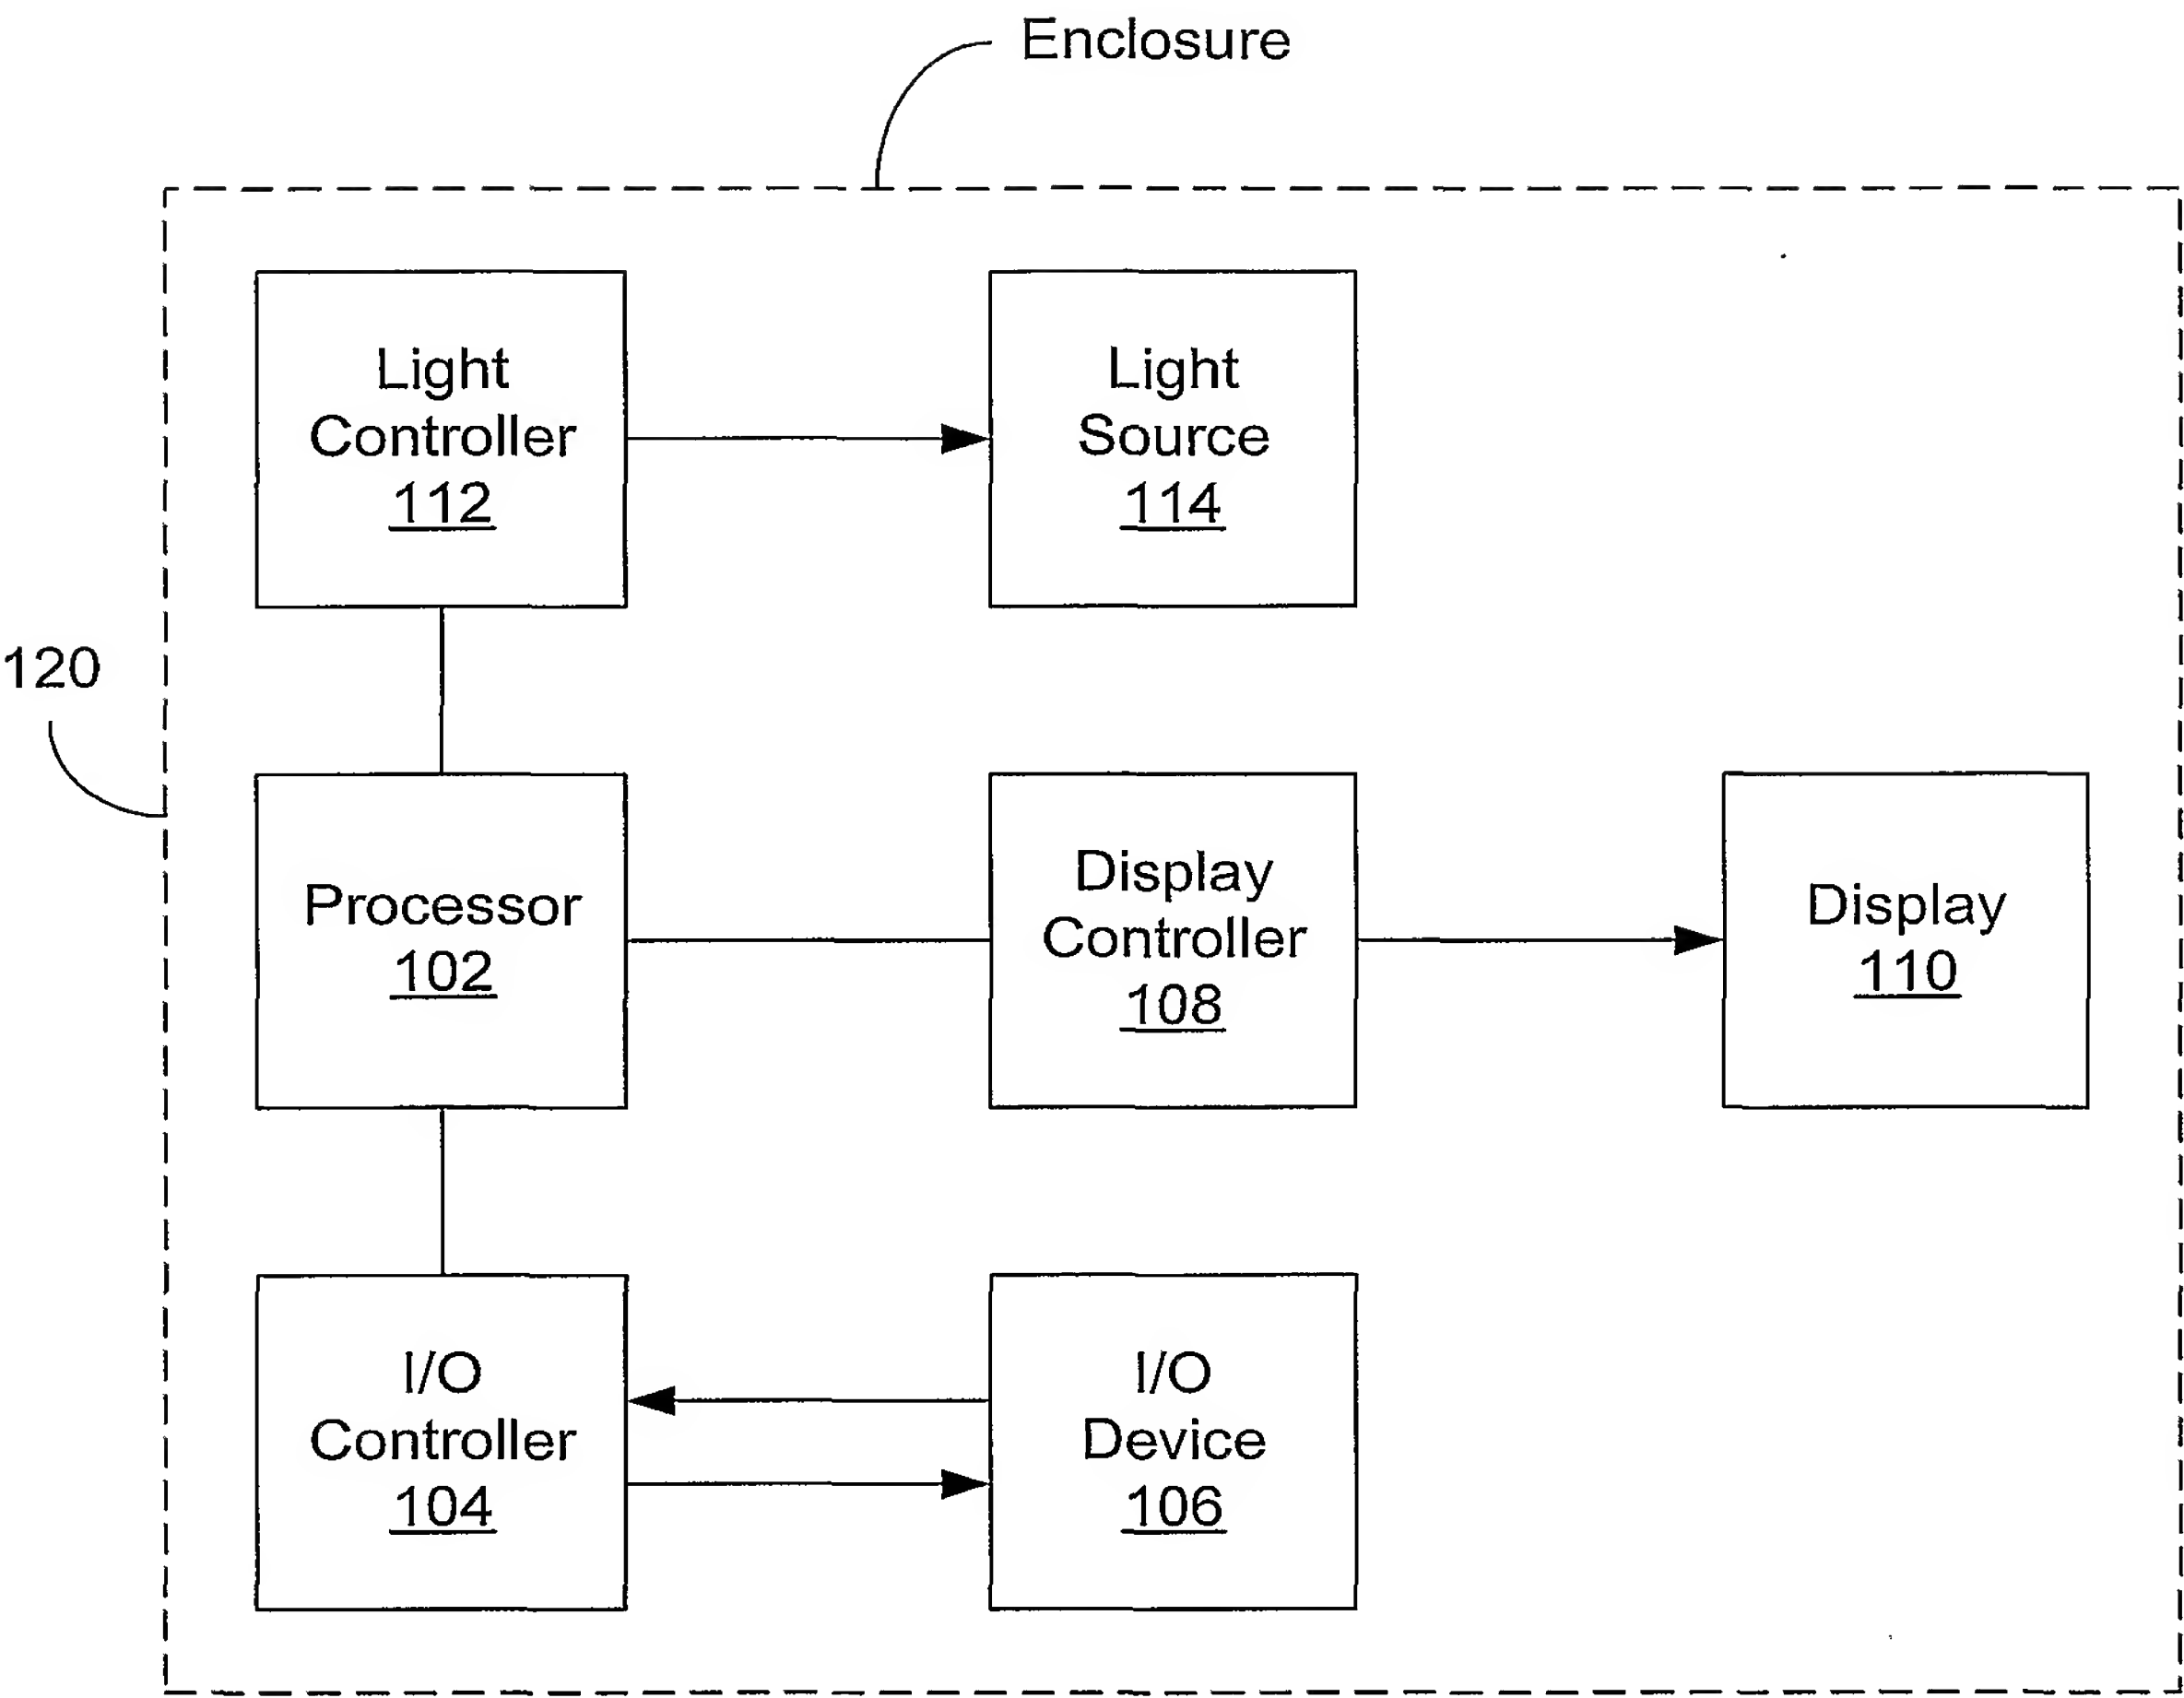 Enclosure
Light
Controller
112
Light
Source
114
120
Processor
102
Display
Controller
108
Display
110
I/O
Controller
104
I/O
Device
106